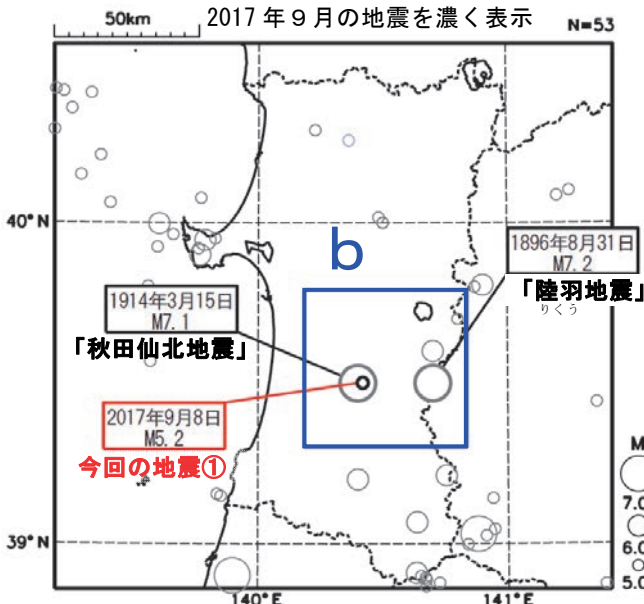 50km
2017年9月の地震を濃く表示
N=53
40°N
b
1896年8月31日
M7.2
「陸羽地震」
りくう
1914年3月15日
M7.1
「秋田仙北地震」
2017年9月8日
M5.2
今回の地震①
M
7.0
6.0
5.0
39°N
140°E
141°E